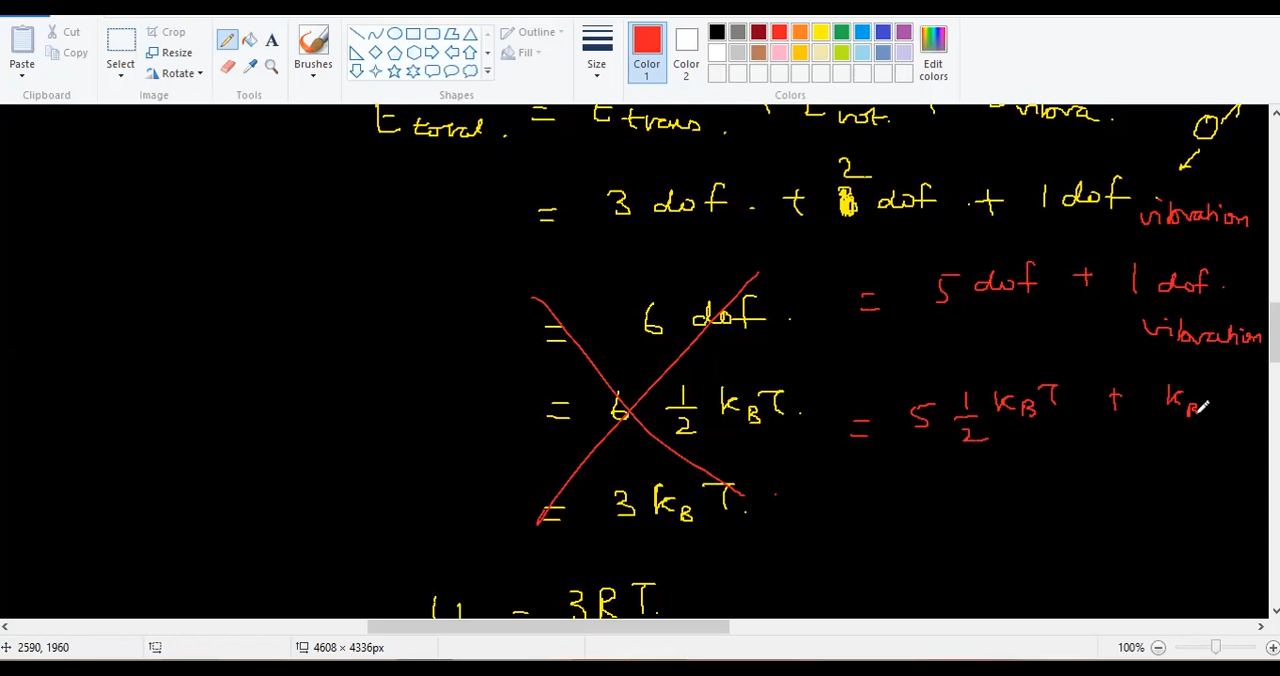 Paste
Cut
Copy
Clipboard
Select
Crop
Resize
Rotate
Image
Tools
Brushes
Shapes
Outline
Fill
Size
Color 1
Color 2
Edit colors
Colors
E total . = E trans . + E rot . + E vibra .
= 3 dof . + 2 dof . + 1 dof . vibration
= 6 dof .
= 5 dof + 1 dof . vibration
= 6 1/2 kBT .
= 5 1/2 kBT + kB
= 3 kBT .
U = 3RT.
2590, 1960
4608 × 4336px
100%